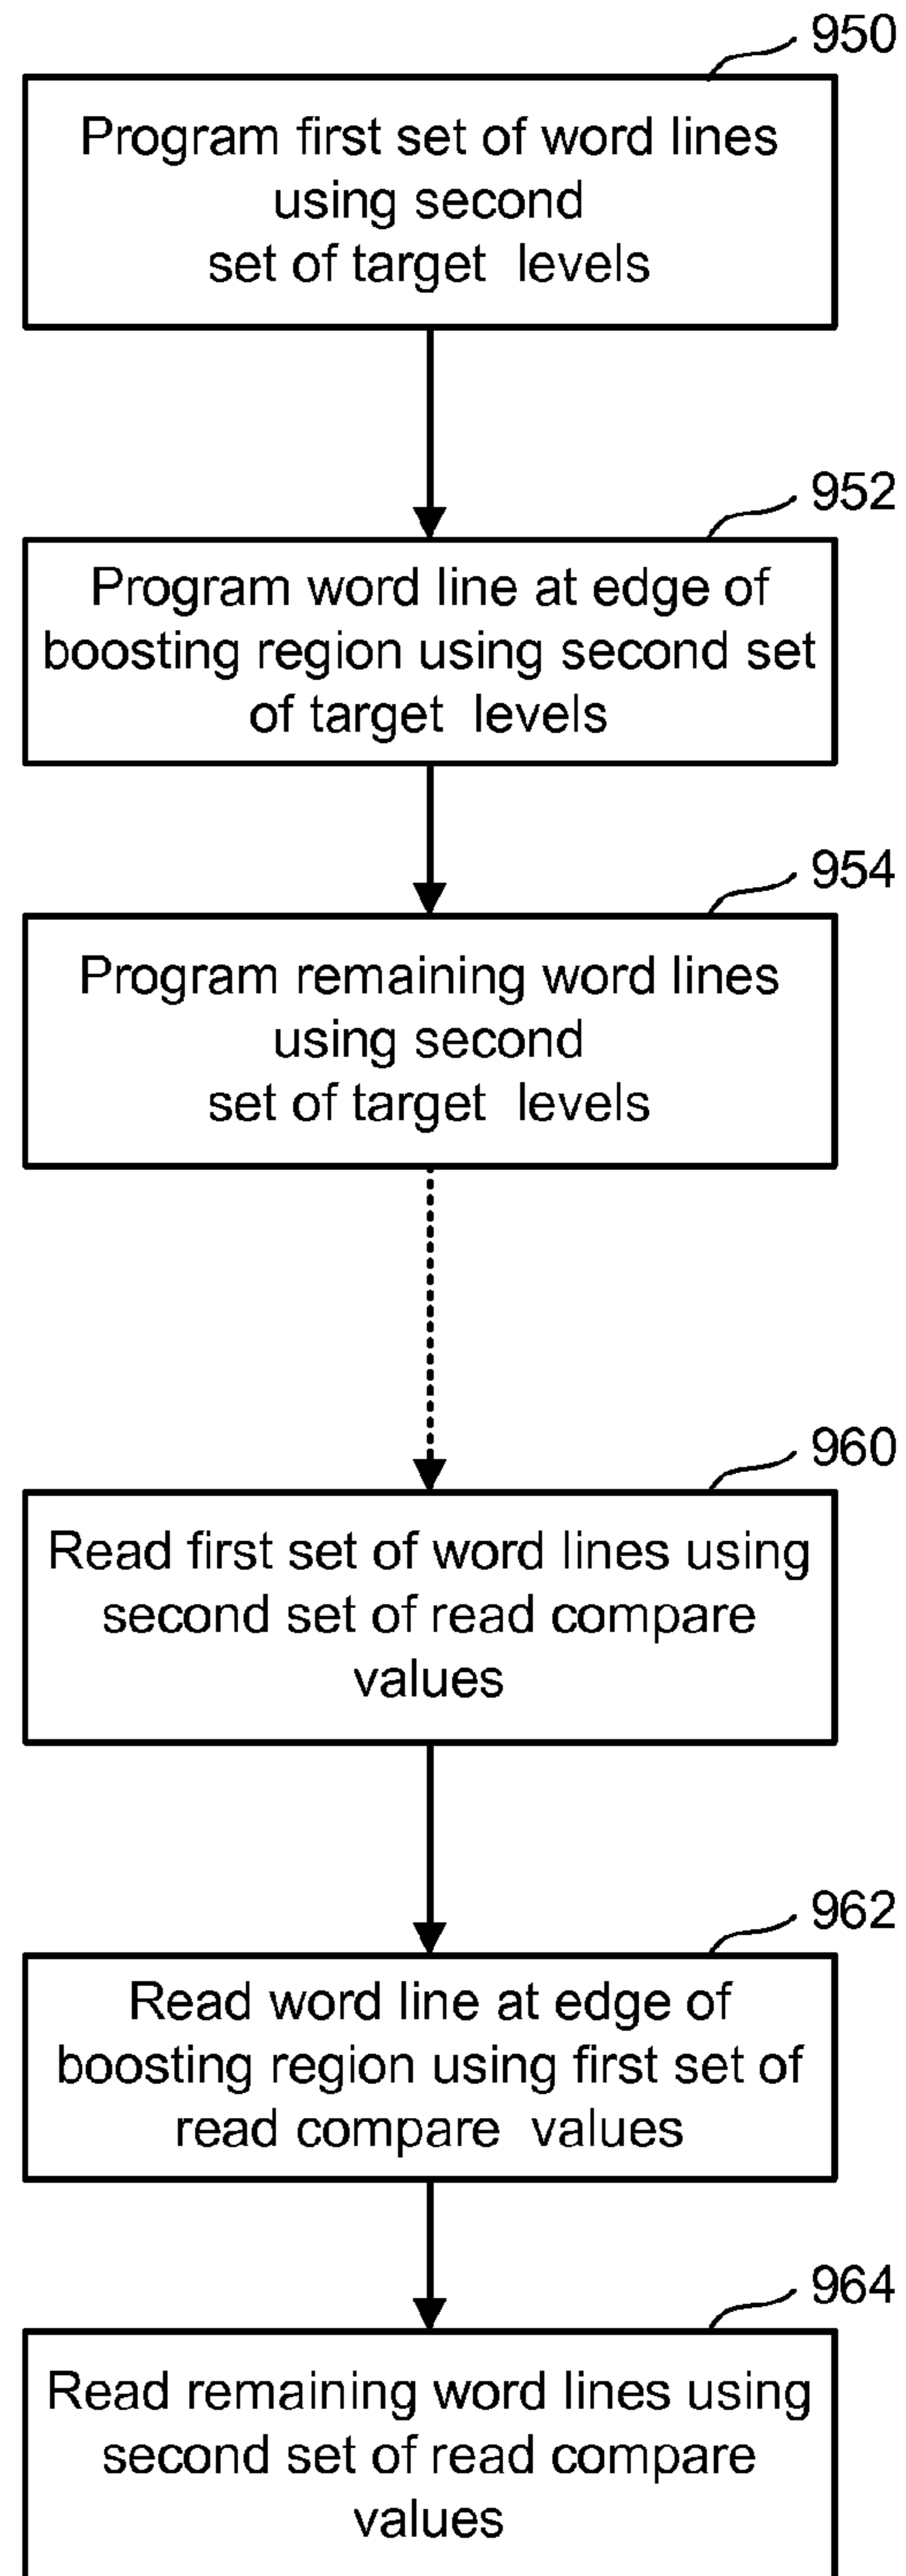 950
Program first set of word lines
using second
set of target levels
952
Program word line at edge of
boosting region using second set
of target levels
954
Program remaining word lines
using second
set of target levels
960
Read first set of word lines using
second set of read compare
values
962
Read word line at edge of
boosting region using first set of
read compare values
964
Read remaining word lines using
second set of read compare
values